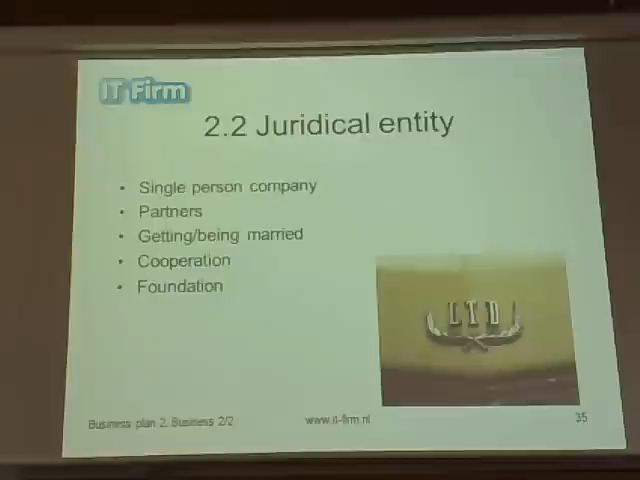 IT Firm
2.2 Juridical entity
• Single person company
• Partners
• Getting/being married
• Cooperation
• Foundation
LTD
Business plan 2. Business 2/2
www.it-firm.nl
35